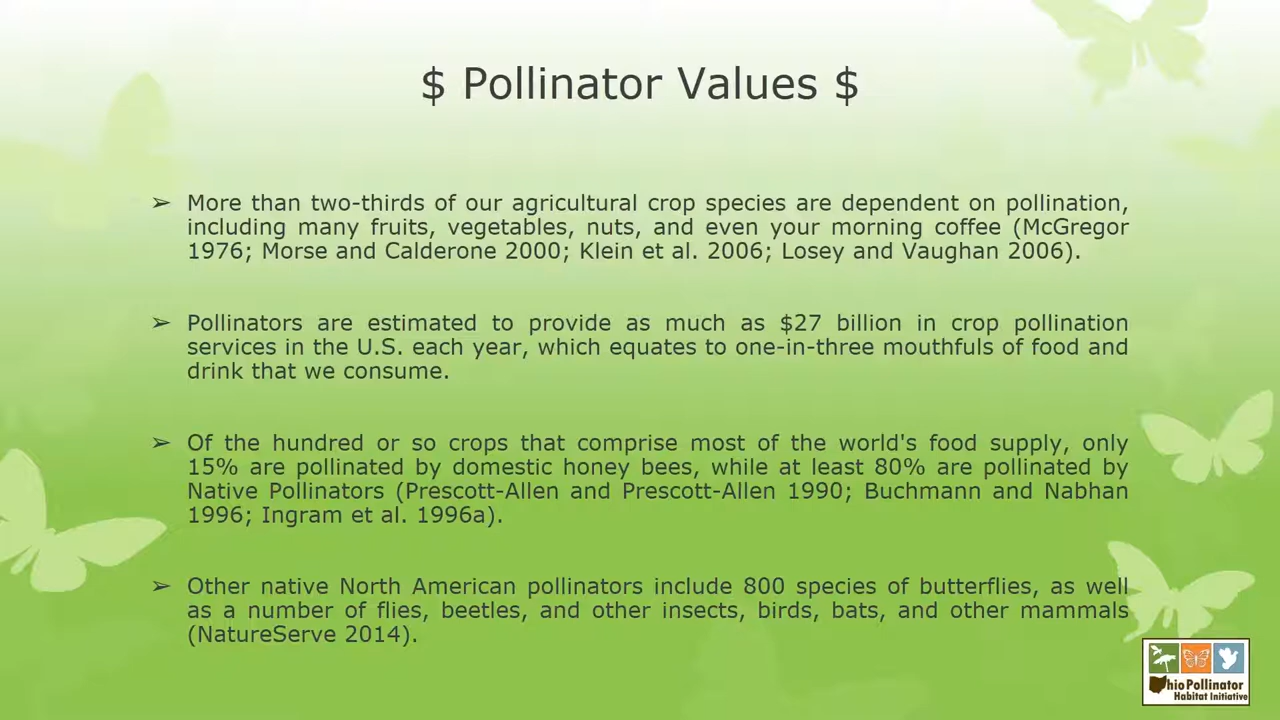 $ Pollinator Values $
➢ More than two-thirds of our agricultural crop species are dependent on pollination,
including many fruits, vegetables, nuts, and even your morning coffee (McGregor
1976; Morse and Calderone 2000; Klein et al. 2006; Losey and Vaughan 2006).
➢ Pollinators are estimated to provide as much as $27 billion in crop pollination
services in the U.S. each year, which equates to one-in-three mouthfuls of food and
drink that we consume.
➢ Of the hundred or so crops that comprise most of the world's food supply, only
15% are pollinated by domestic honey bees, while at least 80% are pollinated by
Native Pollinators (Prescott-Allen and Prescott-Allen 1990; Buchmann and Nabhan
1996; Ingram et al. 1996a).
➢ Other native North American pollinators include 800 species of butterflies, as well
as a number of flies, beetles, and other insects, birds, bats, and other mammals
(NatureServe 2014).
Ohio Pollinator
Habitat Initiative